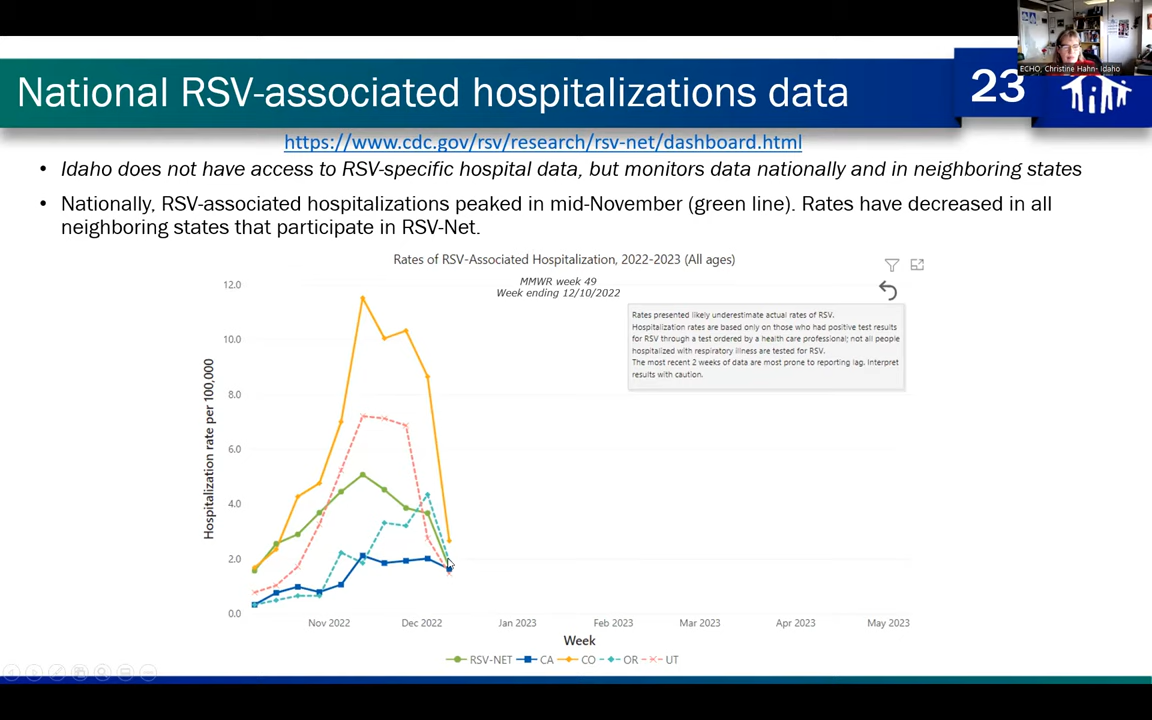 ECHO, Christine Hahn- Idaho
National RSV-associated hospitalizations data
23
https://www.cdc.gov/rsv/research/rsv-net/dashboard.html
• Idaho does not have access to RSV-specific hospital data, but monitors data nationally and in neighboring states
• Nationally, RSV-associated hospitalizations peaked in mid-November (green line). Rates have decreased in all
neighboring states that participate in RSV-Net.
Rates of RSV-Associated Hospitalization, 2022-2023 (All ages)
MMWR week 49
Week ending 12/10/2022
Rates presented likely underestimate actual rates of RSV.
Hospitalization rates are based only on those who had positive test results
for RSV through a test ordered by a health care professional; not all people
hospitalized with respiratory illness are tested for RSV.
The most recent 2 weeks of data are most prone to reporting lag. Interpret
results with caution.
Hospitalization rate per 100,000
12.0
10.0
8.0
6.0
4.0
2.0
0.0
Nov 2022 Dec 2022 Jan 2023 Feb 2023 Mar 2023 Apr 2023 May 2023
Week
RSV-NET CA CO OR UT